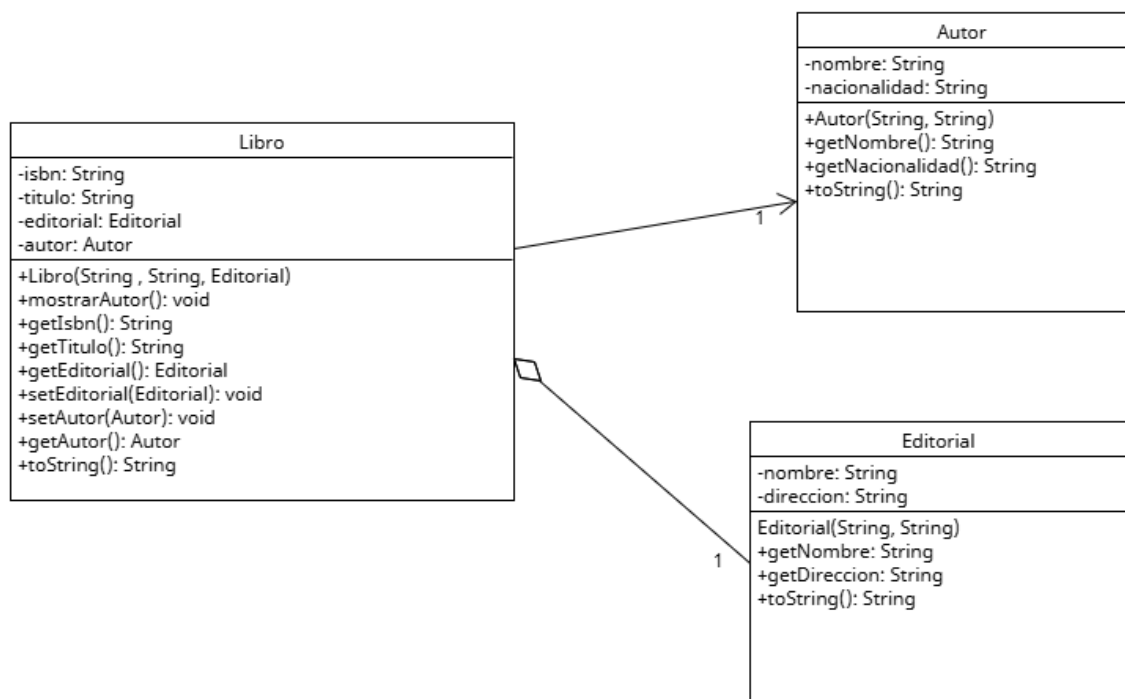 Autor
-nombre: String
-nacionalidad: String
+Autor(String, String)
+getNombre(): String
+getNacionalidad(): String
+toString(): String
1
Libro
-isbn: String
-titulo: String
-editorial: Editorial
-autor: Autor
+Libro(String , String, Editorial)
+mostrarAutor(): void
+getIsbn(): String
+getTitulo(): String
+getEditorial(): Editorial
+setEditorial(Editorial): void
+setAutor(Autor): void
+getAutor(): Autor
+toString(): String
Editorial
-nombre: String
-direccion: String
Editorial(String, String)
+getNombre: String
+getDireccion: String
+toString(): String
1